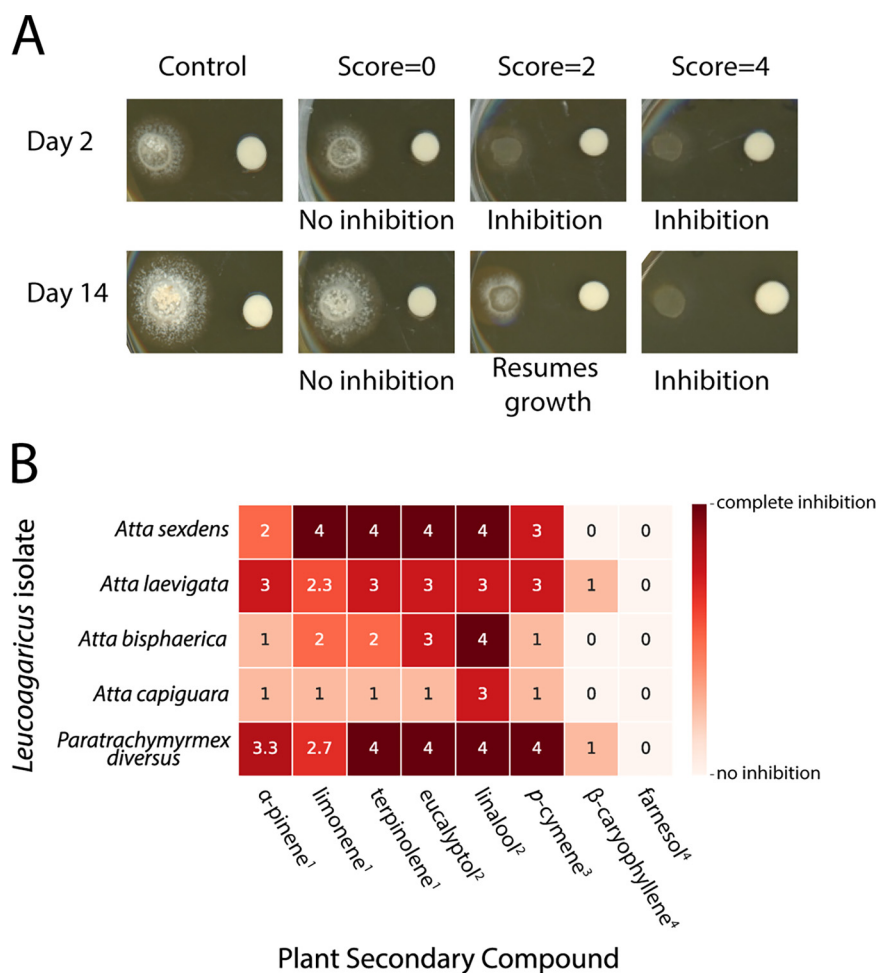 A
Control Score=0 Score=2 Score=4
Day 2
No inhibition Inhibition Inhibition
Day 14
No inhibition Resumes growth Inhibition
B
Leucoagaricus isolate
Atta sexdens 2 4 4 4 4 3 0 0
Atta laevigata 3 2.3 3 3 3 3 1 0
Atta bisphaerica 1 2 2 3 4 1 0 0
Atta capiguara 1 1 1 1 3 1 0 0
Paratrachymyrmex diversus 3.3 2.7 4 4 4 4 1 0
complete inhibition
no inhibition
α-pinene¹
limonene¹
terpinolene¹
eucalyptol²
linalool²
p-cymene³
β-caryophyllene⁴
farnesol⁴
Plant Secondary Compound